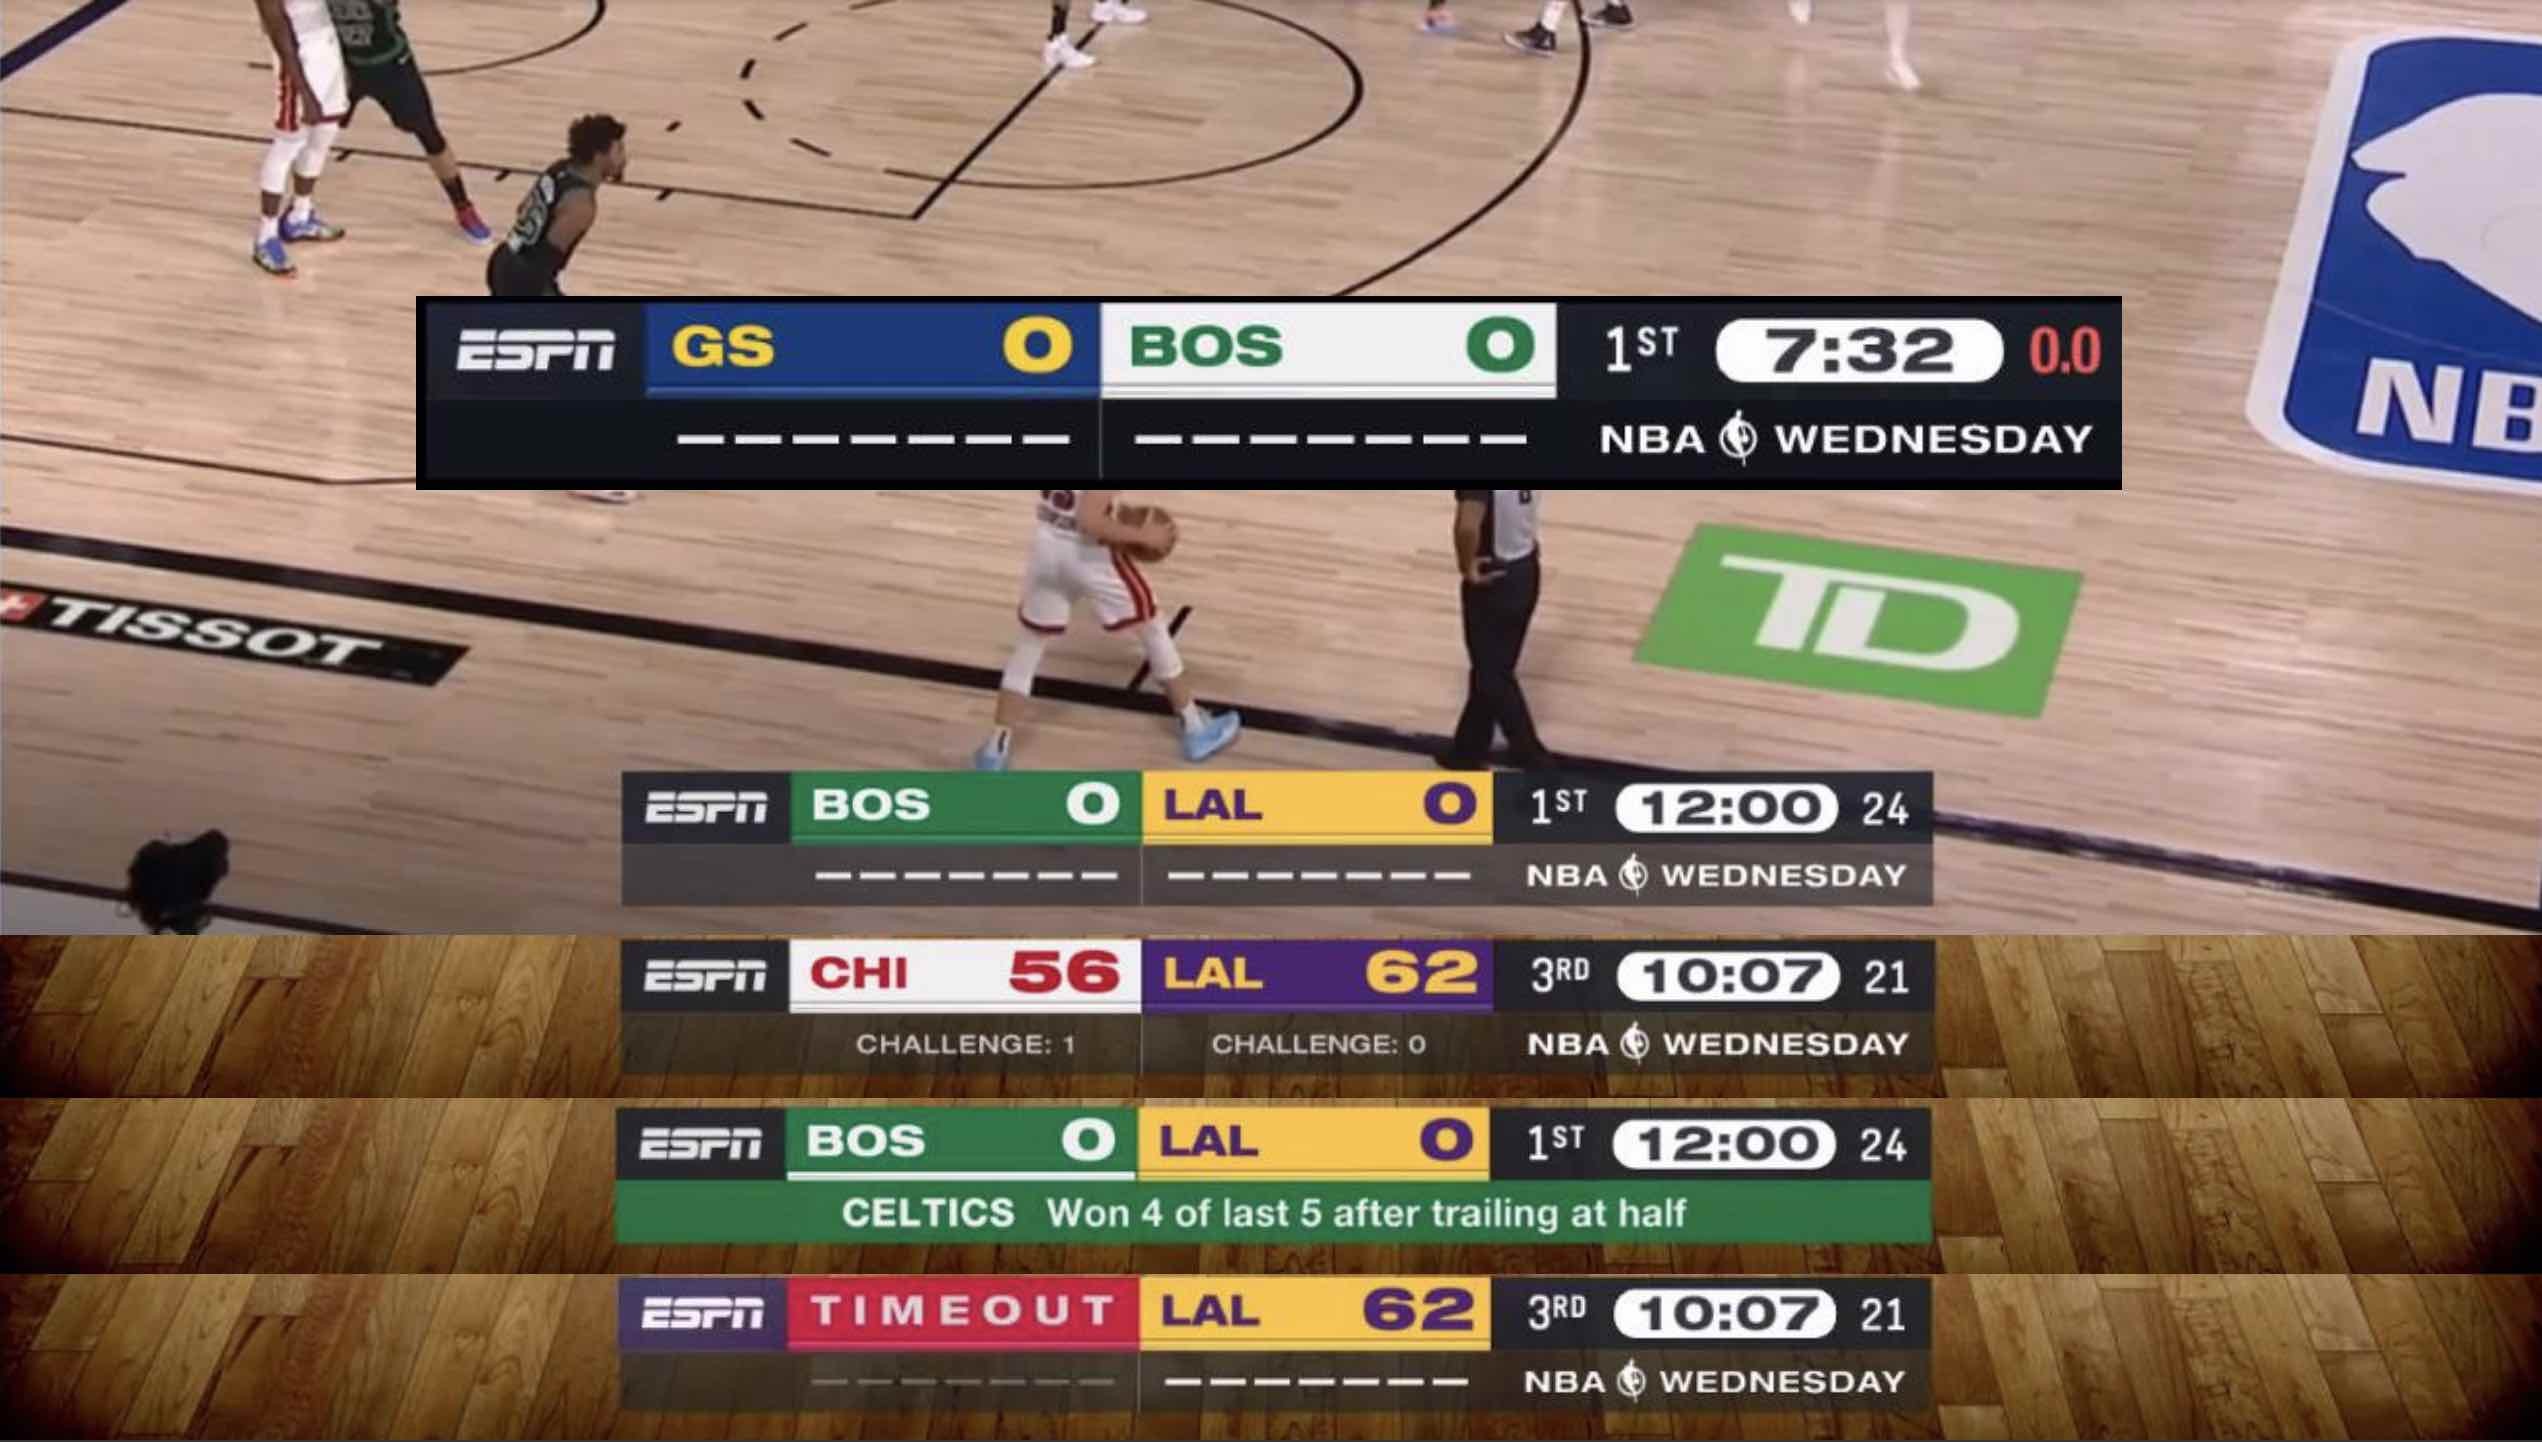 ESPN GS 0 BOS 0 1ST 7:32 0.0
NBA WEDNESDAY
NB
TISSOT
TD
ESPN BOS 0 LAL 0 1ST 12:00 24
NBA WEDNESDAY
ESPN CHI 56 LAL 62 3RD 10:07 21
CHALLENGE: 1 CHALLENGE: 0 NBA WEDNESDAY
ESPN BOS 0 LAL 0 1ST 12:00 24
CELTICS Won 4 of last 5 after trailing at half
ESPN TIMEOUT LAL 62 3RD 10:07 21
NBA WEDNESDAY